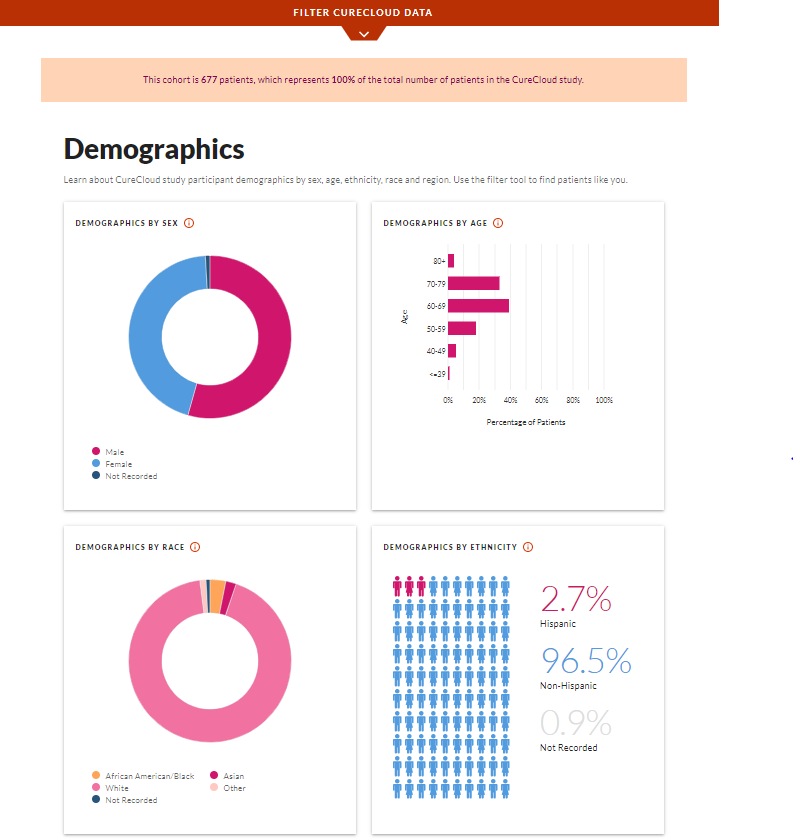 FILTER CURECLOUD DATA
This cohort is 677 patients, which represents 100% of the total number of patients in the CureCloud study.
Demographics
Learn about CureCloud study participant demographics by sex, age, ethnicity, race and region. Use the filter tool to find patients like you.
DEMOGRAPHICS BY SEX
Male
Female
Not Recorded
DEMOGRAPHICS BY AGE
Age
80+
70-79
60-69
50-59
40-49
<=39
0% 20% 40% 60% 80% 100%
Percentage of Patients
DEMOGRAPHICS BY RACE
African American/Black Asian
White Other
Not Recorded
DEMOGRAPHICS BY ETHNICITY
2.7%
Hispanic
96.5%
Non-Hispanic
0.9%
Not Recorded